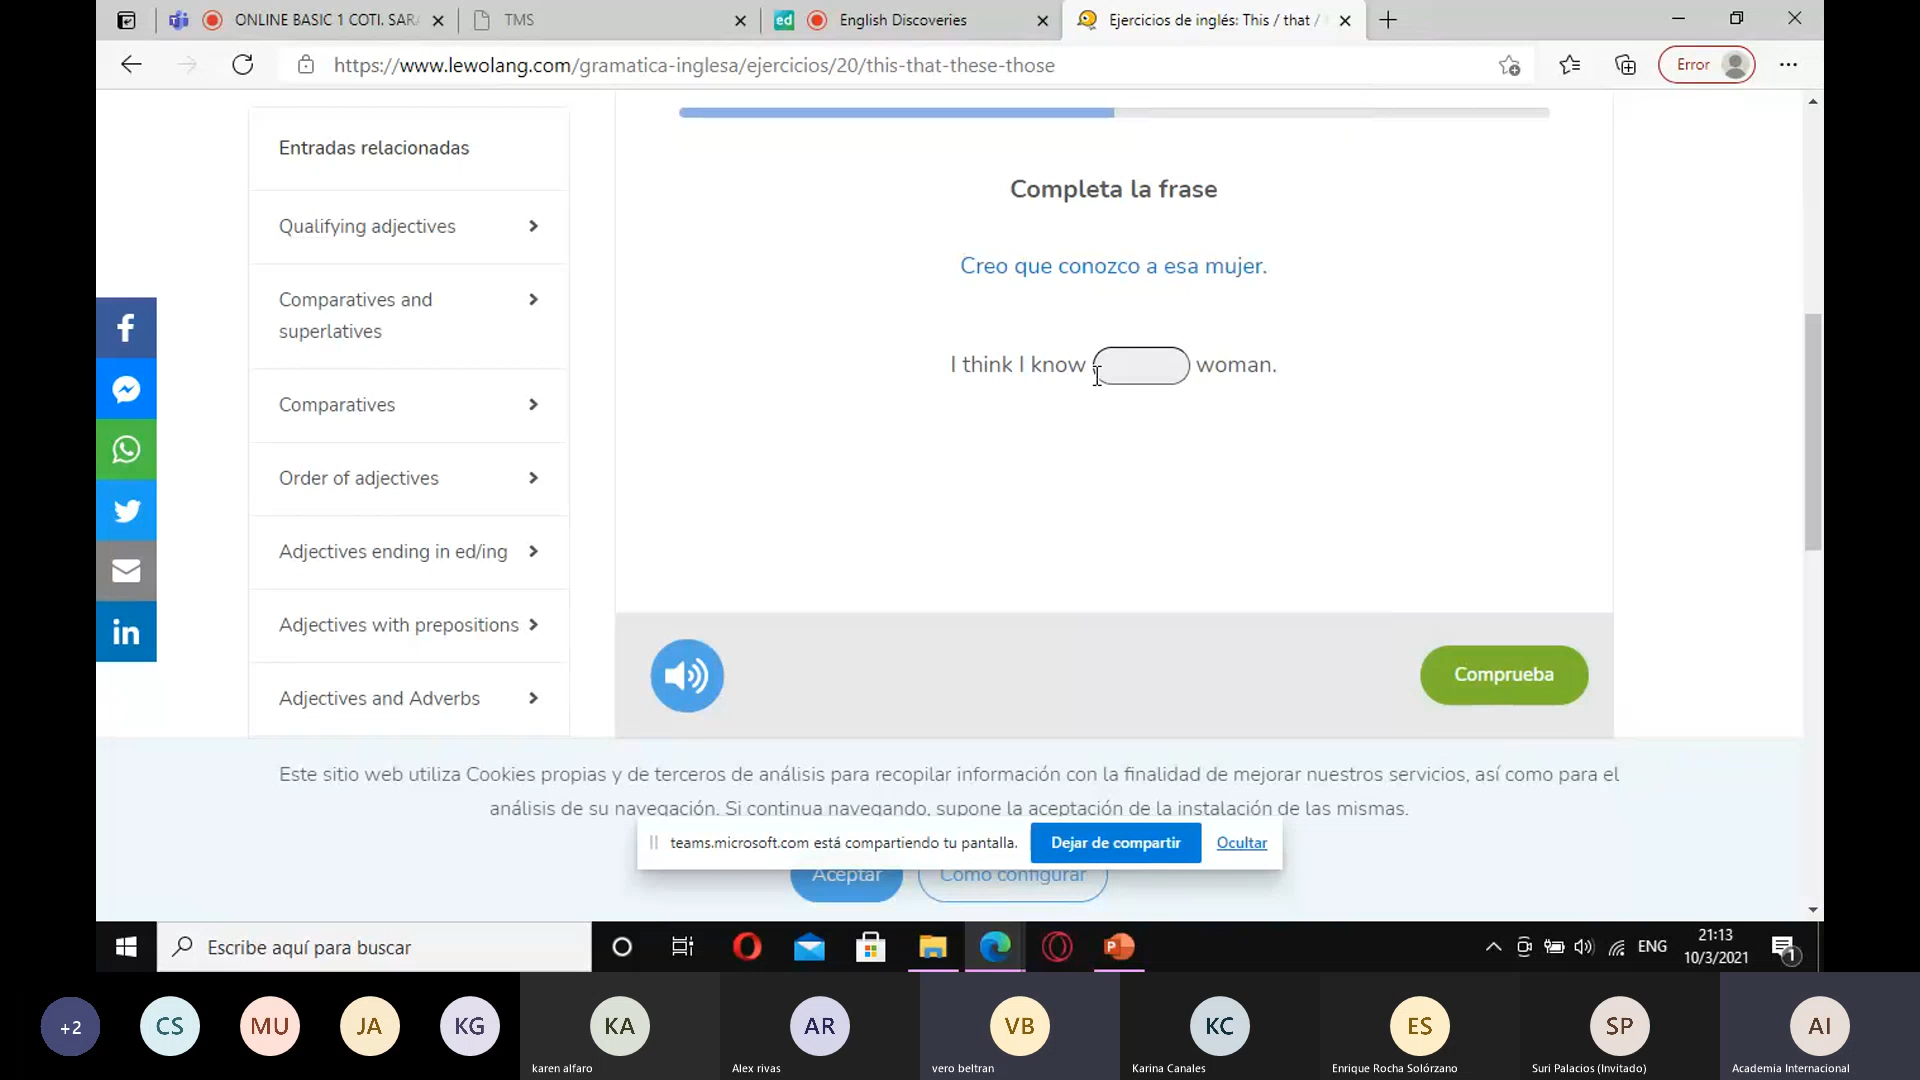 ONLINE BASIC 1 COTI. SAR
TMS
ed
English Discoveries
Ejercicios de inglés: This / that /
https://www.lewolang.com/gramatica-inglesa/ejercicios/20/this-that-these-those
Error
Entradas relacionadas
Qualifying adjectives
Comparatives and
superlatives
Comparatives
Order of adjectives
Adjectives ending in ed/ing
Adjectives with prepositions
Adjectives and Adverbs
Completa la frase
Creo que conozco a esa mujer.
I think I know
woman.
Comprueba
Este sitio web utiliza Cookies propias y de terceros de análisis para recopilar información con la finalidad de mejorar nuestros servicios, así como para el
análisis de su navegación. Si continua navegando, supone la aceptación de la instalación de las mismas.
teams.microsoft.com está compartiendo tu pantalla.
Dejar de compartir
Ocultar
Aceptar
Como configurar
Escribe aquí para buscar
ENG
21:13
10/3/2021
1
+2
CS
MU
JA
KG
KA
karen alfaro
AR
Alex rivas
VB
vero beltran
KC
Karina Canales
ES
Enrique Rocha Solórzano
SP
Suri Palacios (Invitado)
AI
Academia Internacional